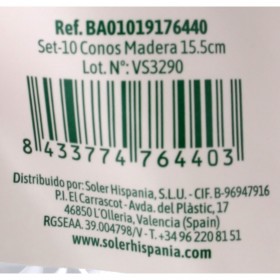 Ref. BA01019176440
Set-10 Conos Madera 15.5cm
Lot. Nº: VS3290
8 433774 764403
Distribuido por: Soler Hispania, S.L.U. - CIF. B-96947916
P.I. El Carrascot - Avda. del Plàstic, 17
46850 L'Olleria, Valencia (Spain)
RGSEAA. 39.004798/V - T. +34 96 220 81 51
www.solerhispania.com